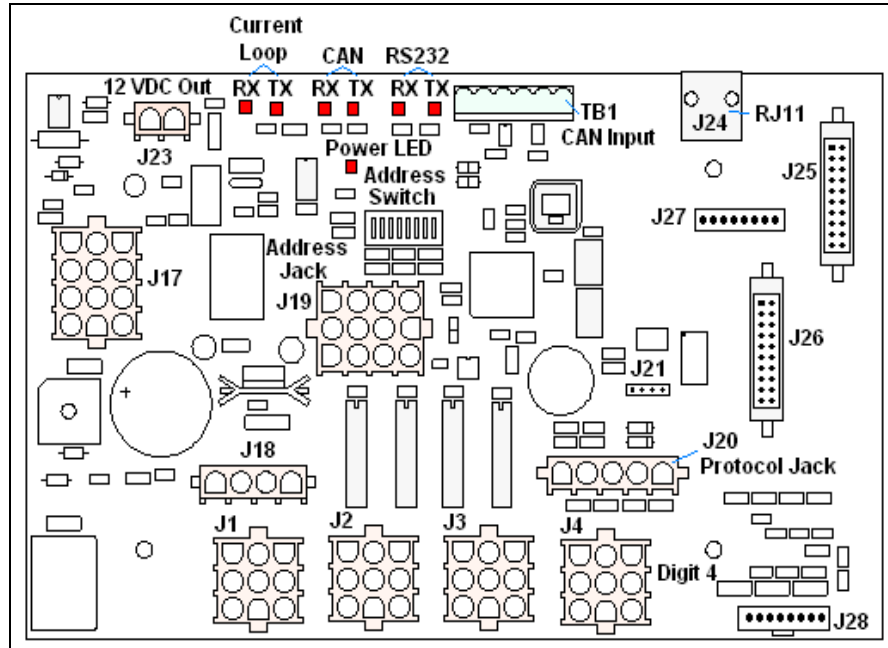 Current
Loop
CAN
RS232
12 VDC Out
RX TX
RX TX
RX TX
TB1
CAN Input
J24
RJ11
J23
Power LED
J25
Address
Switch
J27
J17
Address
Jack
J19
J26
J21
J20
Protocol Jack
J18
+
J1
J2
J3
J4
Digit 4
J28